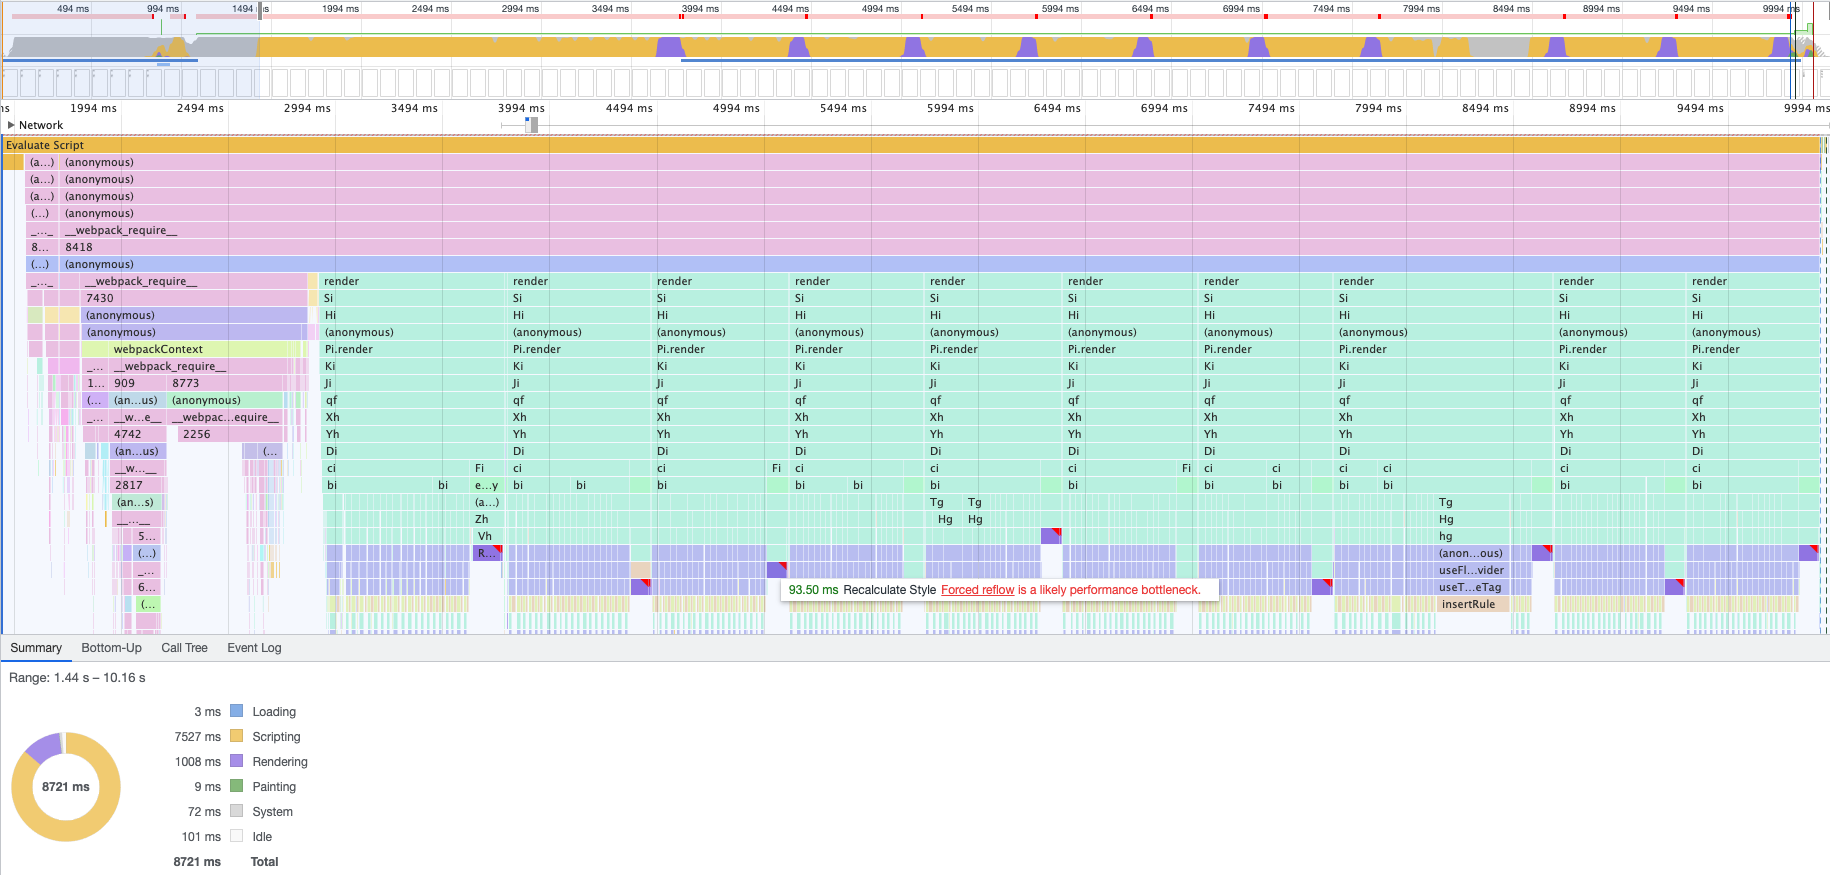 494 ms 994 ms 1494 1994 ms 2494 ms 2994 ms 3494 ms 3994 ms 4494 ms 4994 ms 5494 ms 5994 ms 6494 ms 6994 ms 7494 ms 7994 ms 8494 ms 8994 ms 9494 ms 9994 ms
ns 1994 ms 2494 ms 2994 ms 3494 ms 3994 ms 4494 ms 4994 ms 5494 ms 5994 ms 6494 ms 6994 ms 7494 ms 7994 ms 8494 ms 8994 ms 9494 ms 9994 ms
▶ Network
Evaluate Script
(a...) (anonymous)
(a...) (anonymous)
(a...) (anonymous)
(...) (anonymous)
_..._ __webpack_require__
8... 8418
(...) (anonymous)
_..._ __webpack_require__ render render render render render render render render render render
7430 Si Si Si Si Si Si Si Si Si Si
(anonymous) Hi Hi Hi Hi Hi Hi Hi Hi Hi Hi
(anonymous) (anonymous) (anonymous) (anonymous) (anonymous) (anonymous) (anonymous) (anonymous) (anonymous) (anonymous) (anonymous)
webpackContext Pi.render Pi.render Pi.render Pi.render Pi.render Pi.render Pi.render Pi.render Pi.render Pi.render
_... __webpack_require__ Ki Ki Ki Ki Ki Ki Ki Ki Ki Ki
1... 909 8773 Ji Ji Ji Ji Ji Ji Ji Ji Ji Ji
(... (an...us) (anonymous) qf qf qf qf qf qf qf qf qf qf
_... __w...e__ __webpac...equire__ Xh Xh Xh Xh Xh Xh Xh Xh Xh Xh
4742 2256 Yh Yh Yh Yh Yh Yh Yh Yh Yh Yh
(an...us) (... Di Di Di Di Di Di Di Di Di Di
__w...__ ci Fi ci ci Fi ci ci ci Fi ci ci ci ci ci ci
2817 bi bi e...y bi bi bi bi bi bi bi bi bi bi bi bi bi
(an...s) (a...) Tg Tg Tg
__...__ Zh Hg Hg Hg
5... Vh hg
(...) R... (anon...ous)
_... useFl...vider
6... useT...eTag
(... insertRule
93.50 ms Recalculate Style Forced reflow is a likely performance bottleneck.
Summary Bottom-Up Call Tree Event Log
Range: 1.44 s – 10.16 s
3 ms Loading
7527 ms Scripting
1008 ms Rendering
8721 ms
9 ms Painting
72 ms System
101 ms Idle
8721 ms Total